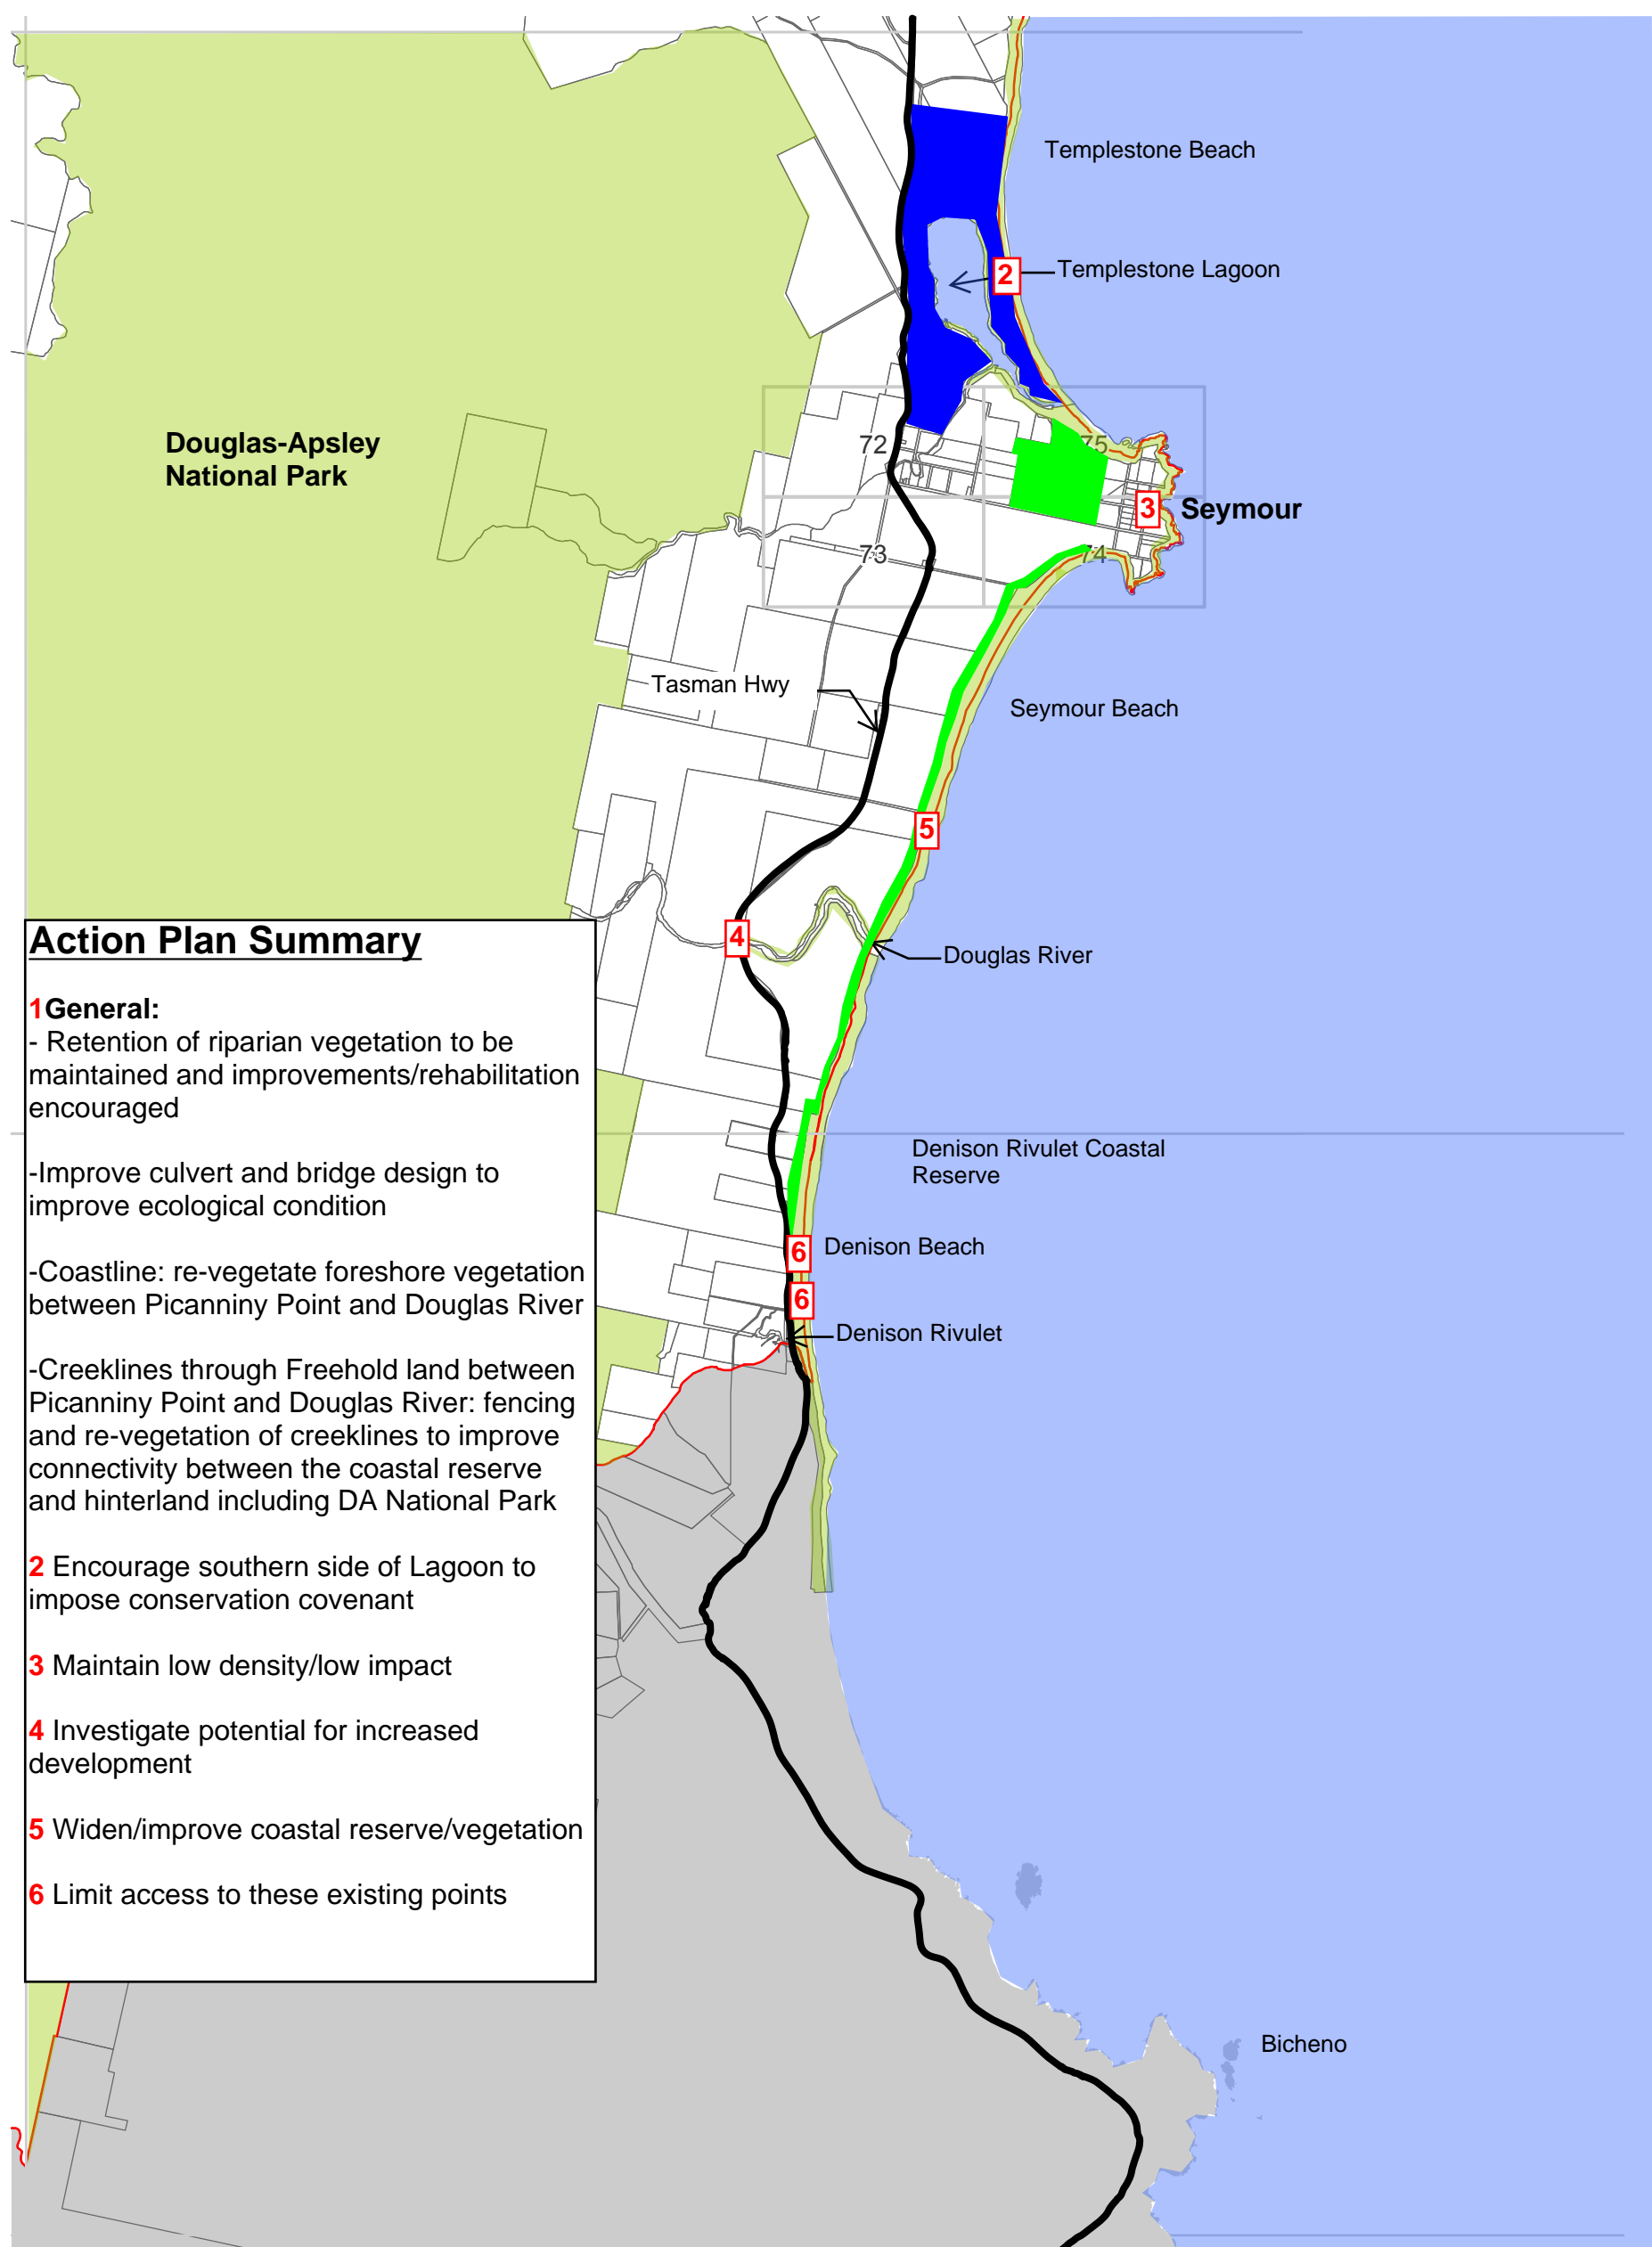 Templestone Beach
2
Templestone Lagoon
Douglas-Apsley
National Park
72
75
3
Seymour
73
74
Tasman Hwy
Seymour Beach
5
4
Douglas River
Denison Rivulet Coastal
Reserve
6
Denison Beach
6
Denison Rivulet
Bicheno
Action Plan Summary
1General:
- Retention of riparian vegetation to be
maintained and improvements/rehabilitation
encouraged
-Improve culvert and bridge design to
improve ecological condition
-Coastline: re-vegetate foreshore vegetation
between Picanniny Point and Douglas River
-Creeklines through Freehold land between
Picanniny Point and Douglas River: fencing
and re-vegetation of creeklines to improve
connectivity between the coastal reserve
and hinterland including DA National Park
2 Encourage southern side of Lagoon to
impose conservation covenant
3 Maintain low density/low impact
4 Investigate potential for increased
development
5 Widen/improve coastal reserve/vegetation
6 Limit access to these existing points